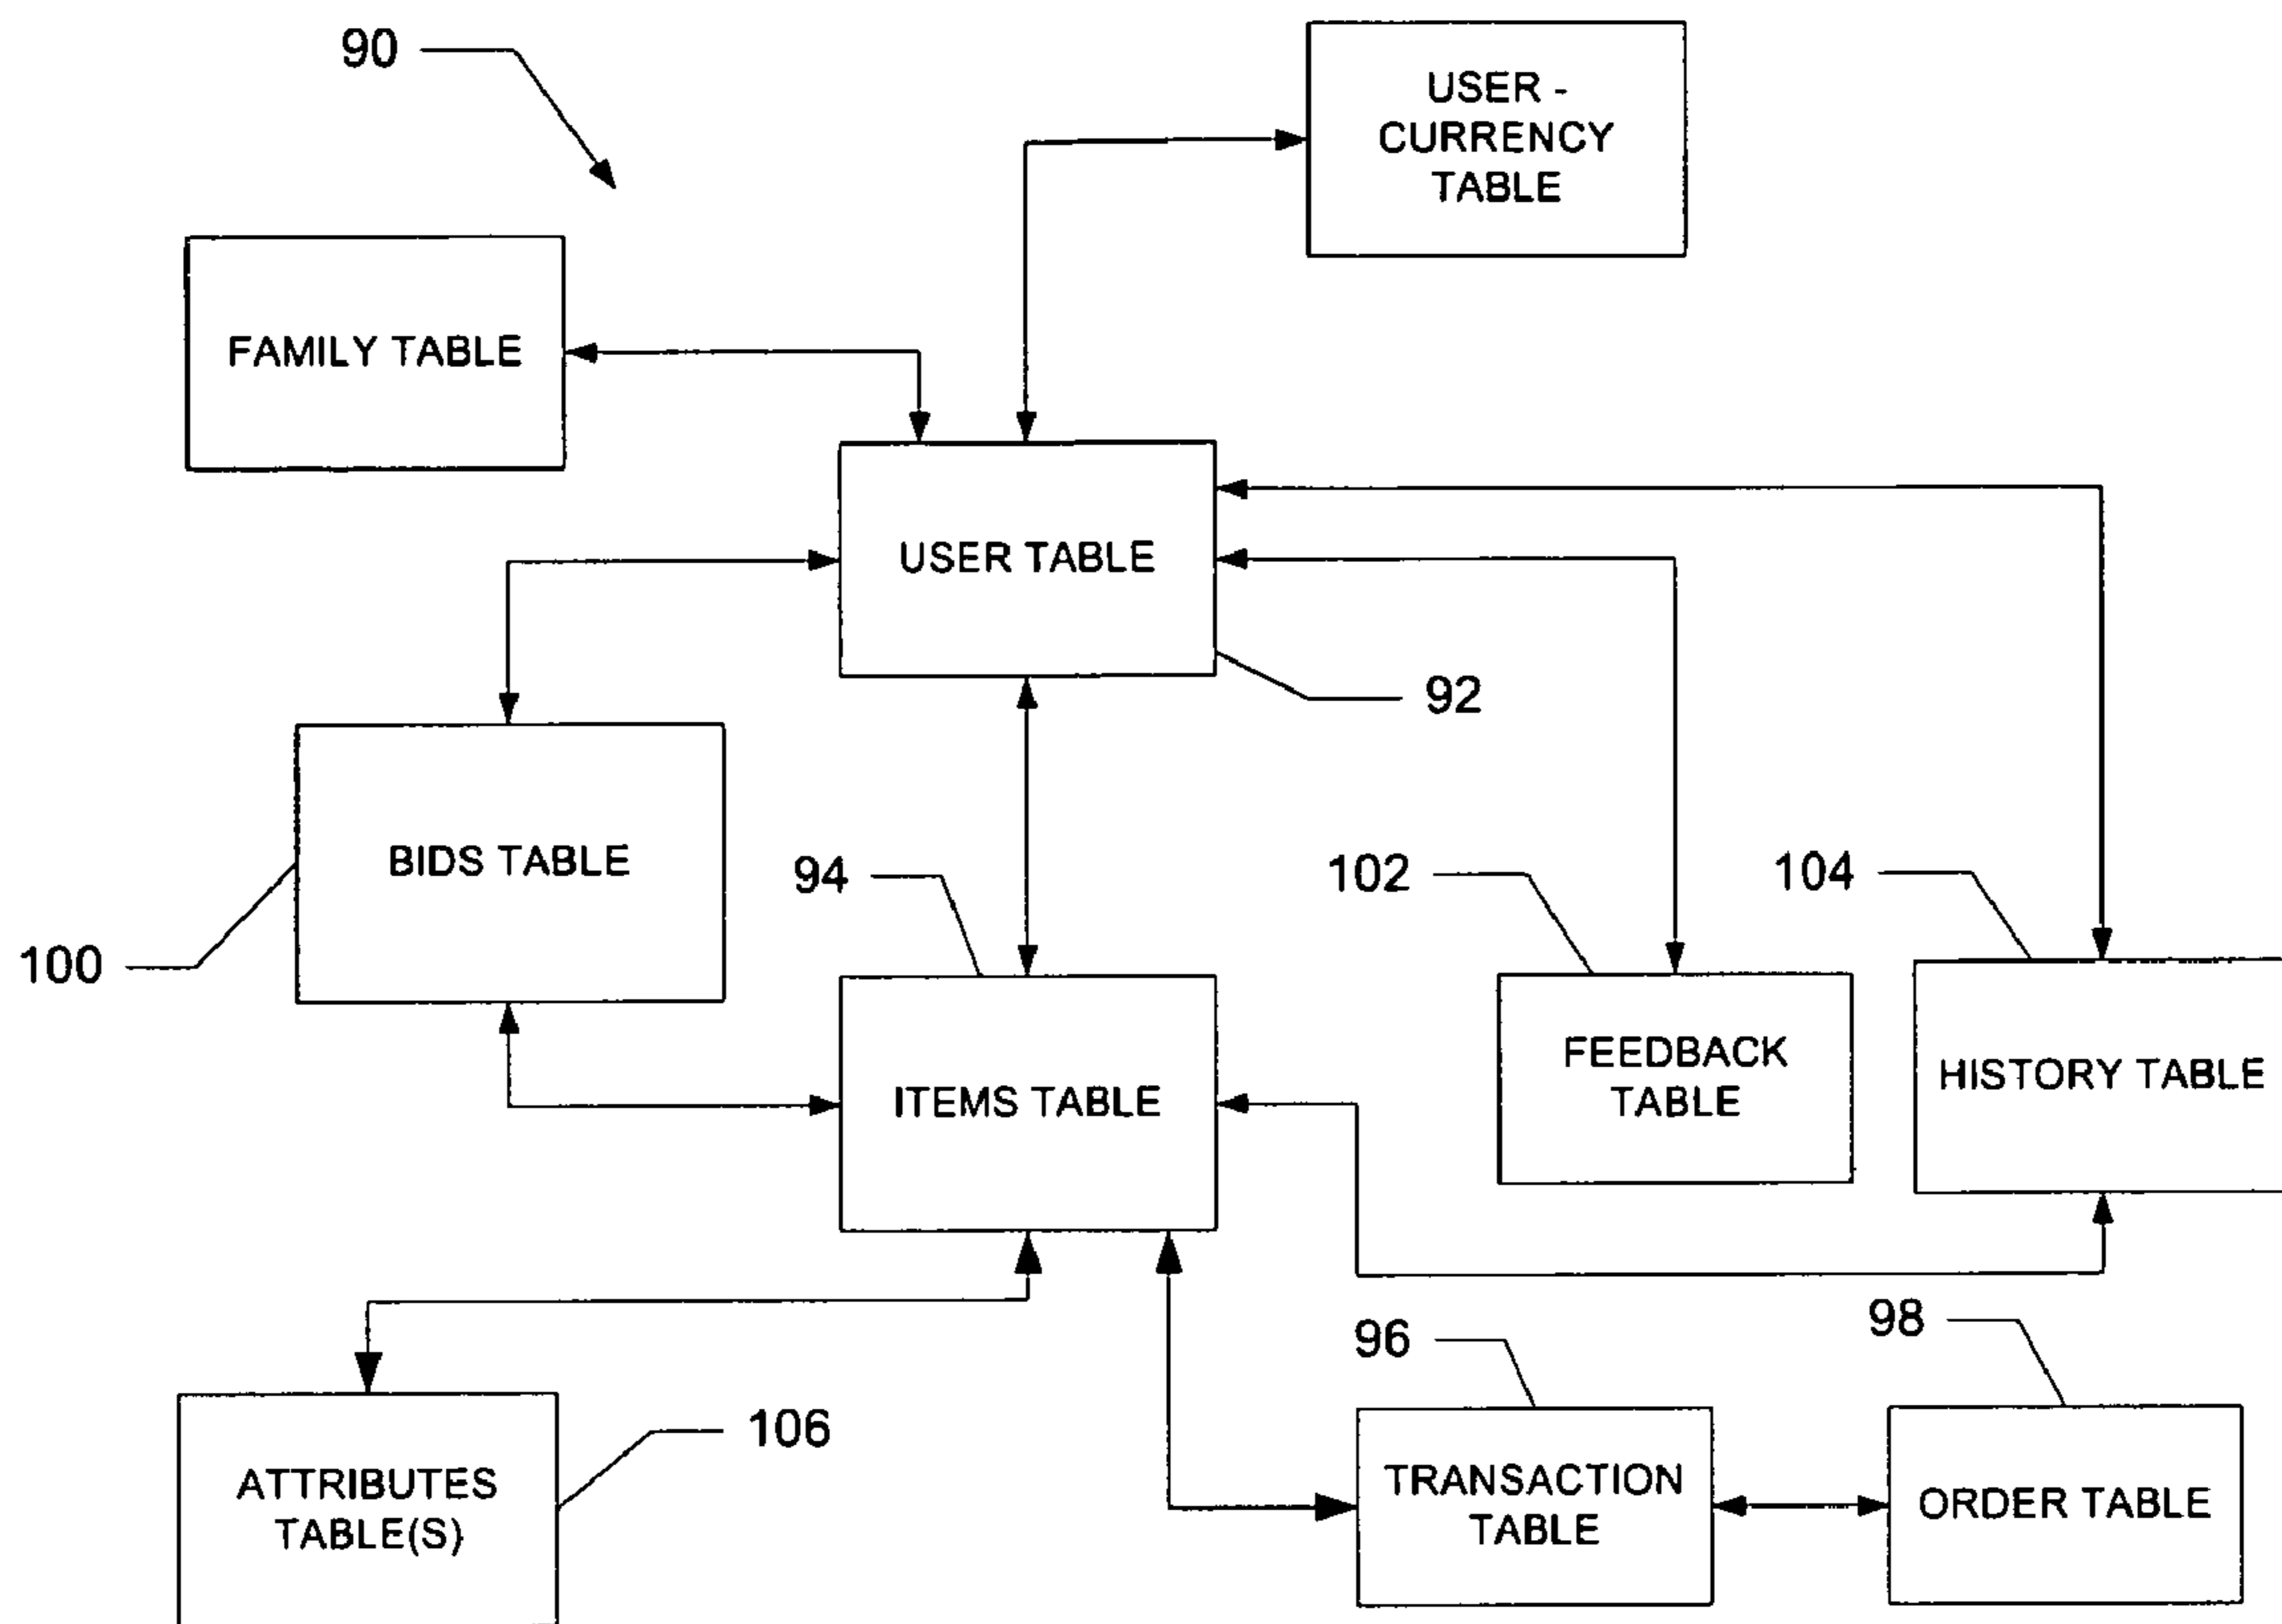 90
USER -
CURRENCY
TABLE
FAMILY TABLE
USER TABLE
92
BIDS TABLE
94
102
104
100
FEEDBACK
TABLE
HISTORY TABLE
ITEMS TABLE
96
98
106
ATTRIBUTES
TABLE(S)
TRANSACTION
TABLE
ORDER TABLE